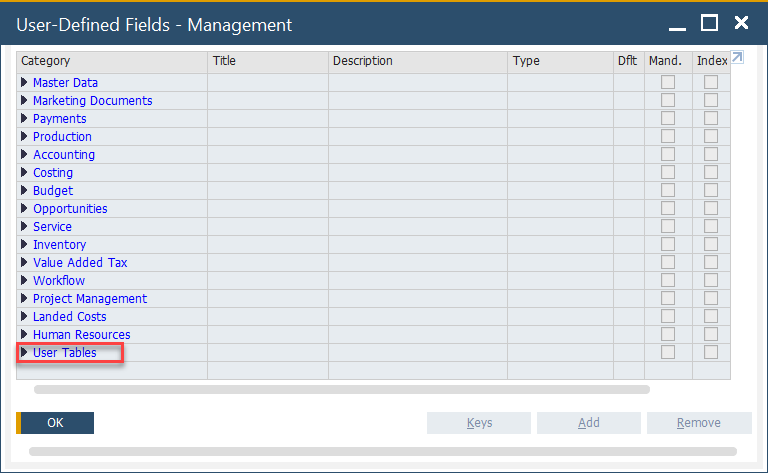 User-Defined Fields - Management
Category Title Description Type Dflt Mand. Index
Master Data
Marketing Documents
Payments
Production
Accounting
Costing
Budget
Opportunities
Service
Inventory
Value Added Tax
Workflow
Project Management
Landed Costs
Human Resources
User Tables
OK Keys Add Remove